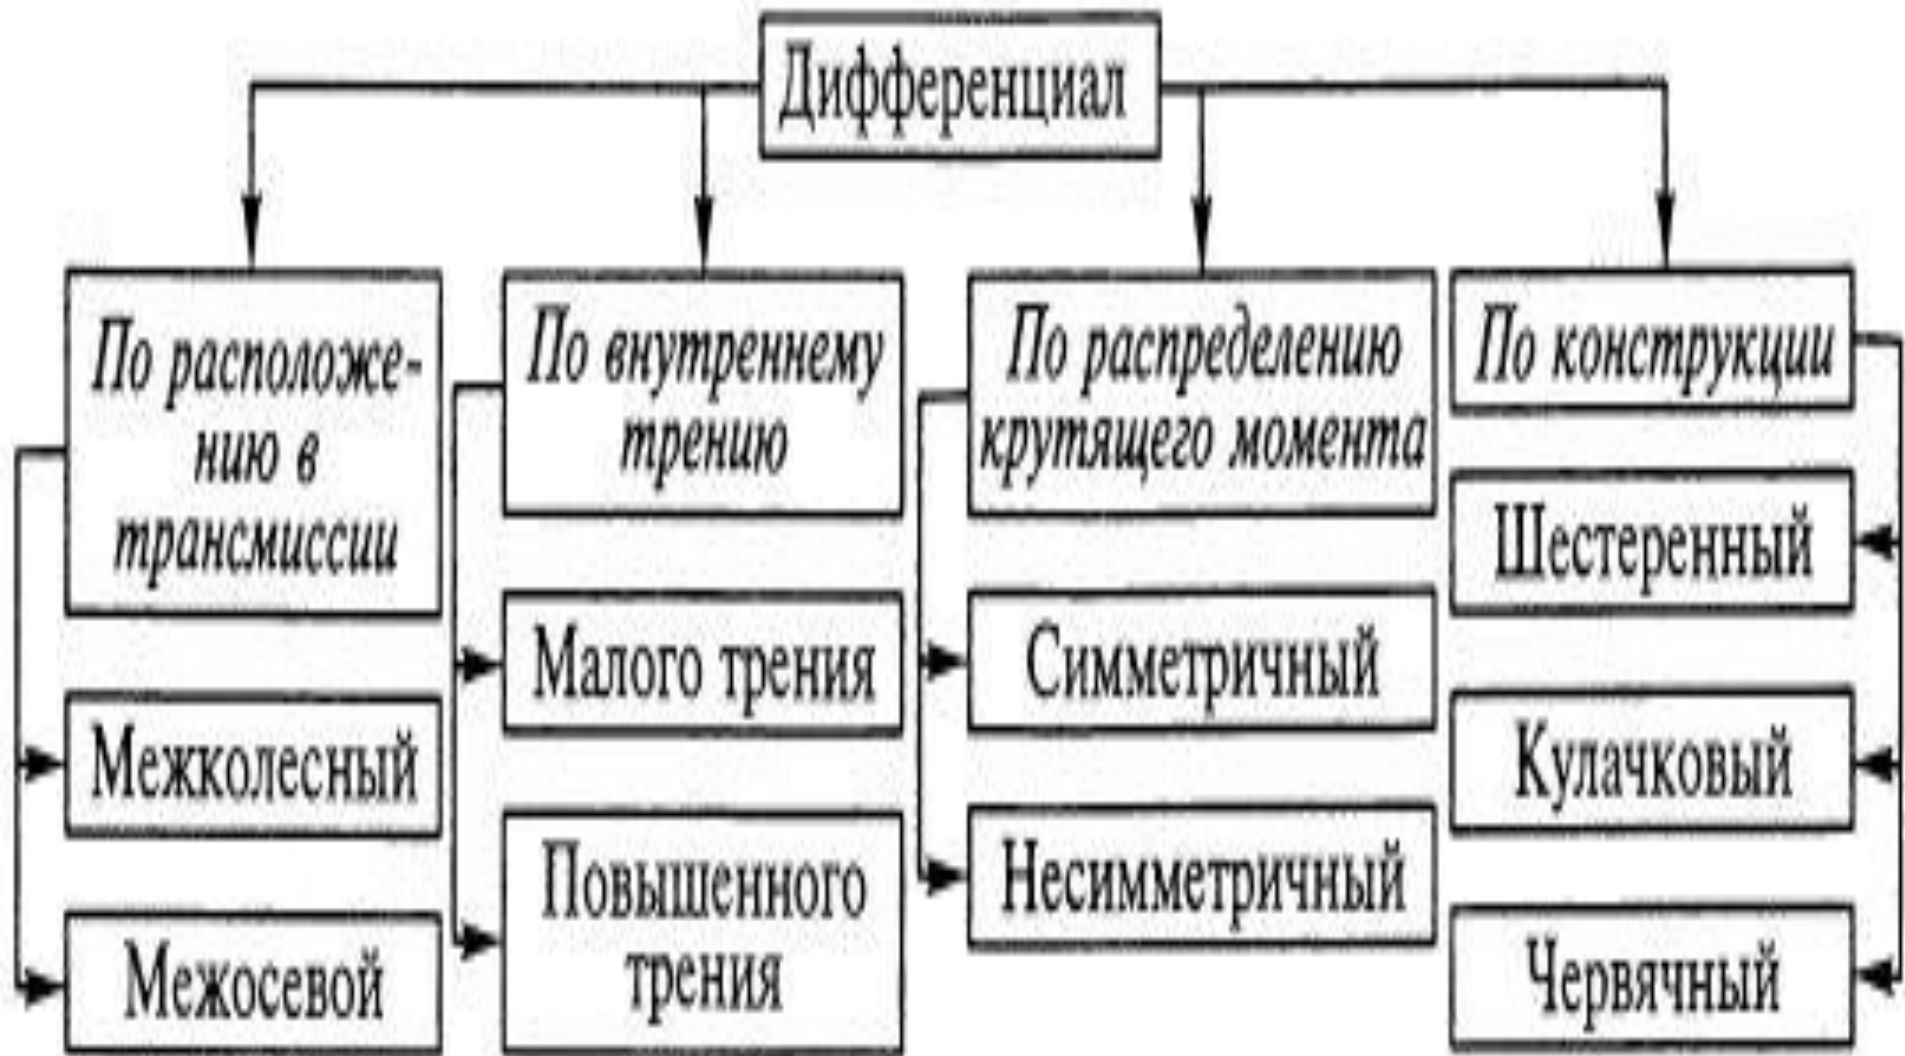 Дифференциал
По расположе-
нию в
трансмиссии
Межколесный
Межосевой
По внутреннему
трению
Малого трения
Повышенного
трения
По распределению
крутящего момента
Симметричный
Несимметричный
По конструкции
Шестеренный
Кулачковый
Червячный